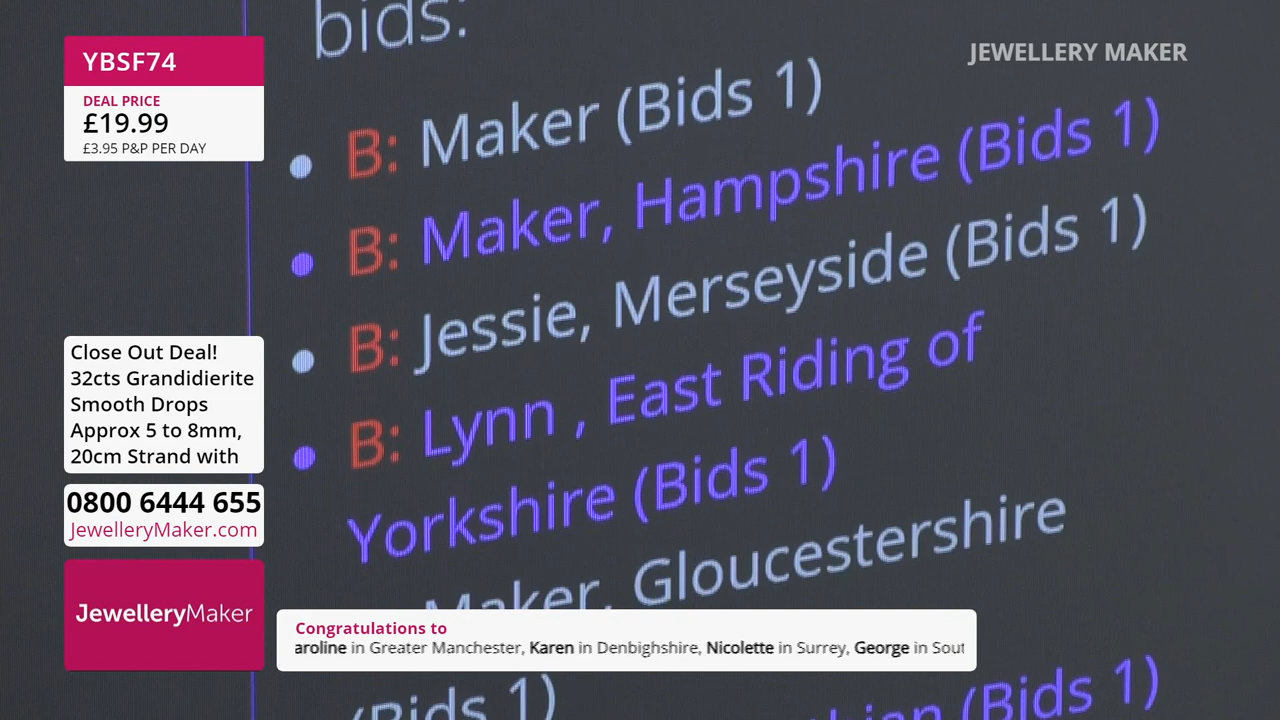 YBSF74
DEAL PRICE
£19.99
£3.95 P&P PER DAY
JEWELLERY MAKER
bids:
B: Maker (Bids 1)
B: Maker, Hampshire (Bids 1)
B: Jessie, Merseyside (Bids 1)
B: Lynn , East Riding of
Yorkshire (Bids 1)
Maker, Gloucestershire
(Bids 1)
(Bids 1)
Close Out Deal!
32cts Grandidierite
Smooth Drops
Approx 5 to 8mm,
20cm Strand with
0800 6444 655
JewelleryMaker.com
JewelleryMaker
Congratulations to
aroline in Greater Manchester, Karen in Denbighshire, Nicolette in Surrey, George in Sout